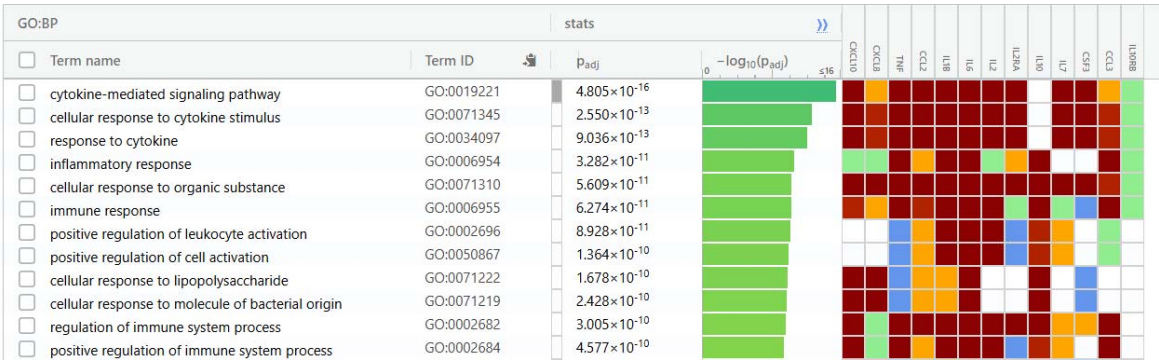 GO:BP stats >>
Term name Term ID Padj −log10(padj) 0 ≤16 CXCL10 CXCL8 TNF CCL2 IL1B IL6 IL2 IL2RA IL10 IL7 CSF3 CCL3 IL10RB
cytokine-mediated signaling pathway GO:0019221 4.805×10-16
cellular response to cytokine stimulus GO:0071345 2.550×10-13
response to cytokine GO:0034097 9.036×10-13
inflammatory response GO:0006954 3.282×10-11
cellular response to organic substance GO:0071310 5.609×10-11
immune response GO:0006955 6.274×10-11
positive regulation of leukocyte activation GO:0002696 8.928×10-11
positive regulation of cell activation GO:0050867 1.364×10-10
cellular response to lipopolysaccharide GO:0071222 1.678×10-10
cellular response to molecule of bacterial origin GO:0071219 2.428×10-10
regulation of immune system process GO:0002682 3.005×10-10
positive regulation of immune system process GO:0002684 4.577×10-10